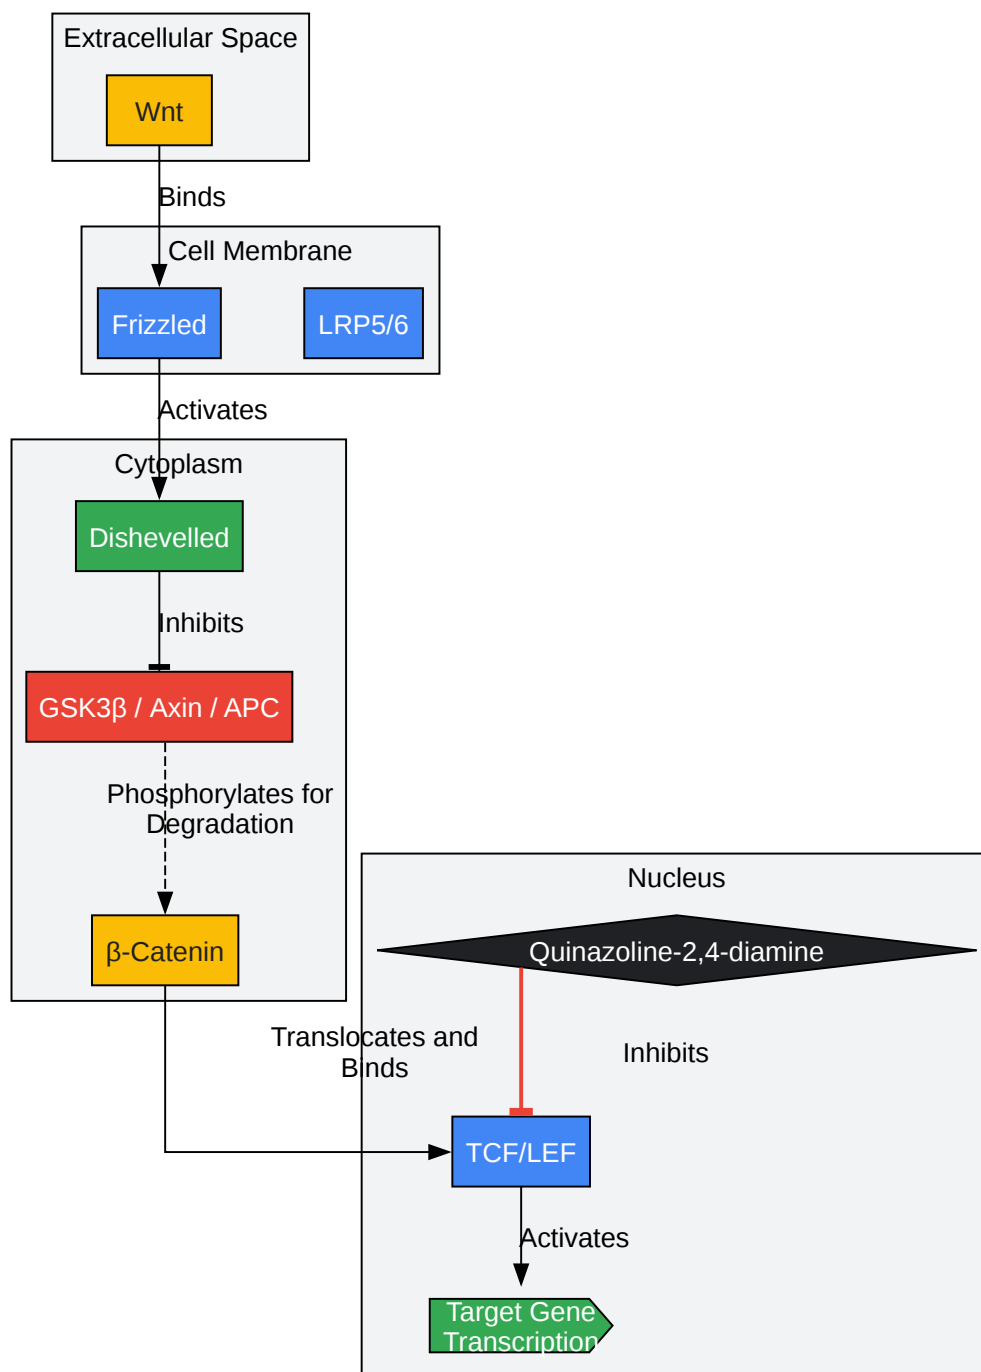 Extracellular Space
Wnt
Binds
Cell Membrane
Frizzled
LRP5/6
Activates
Cytoplasm
Dishevelled
Inhibits
GSK3β / Axin / APC
Phosphorylates for
Degradation
β-Catenin
Nucleus
Quinazoline-2,4-diamine
Translocates and
Binds
Inhibits
TCF/LEF
Activates
Target Gene
Transcription